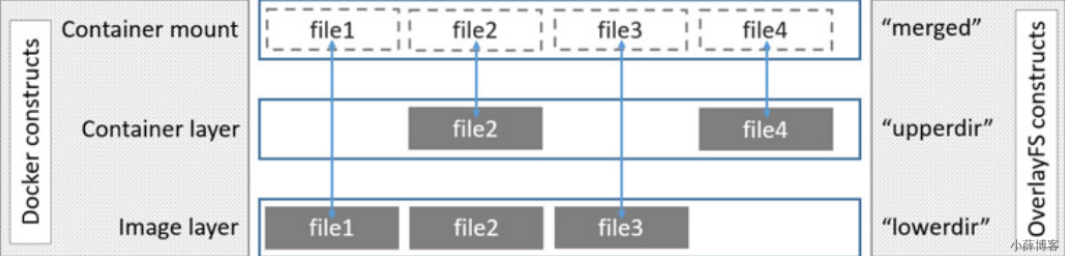 Docker constructs
Container mount
file1 file2 file3 file4
“merged”
Container layer
file2 file4
“upperdir”
Image layer
file1 file2 file3
“lowerdir”
OverlayFS constructs
小薛博客